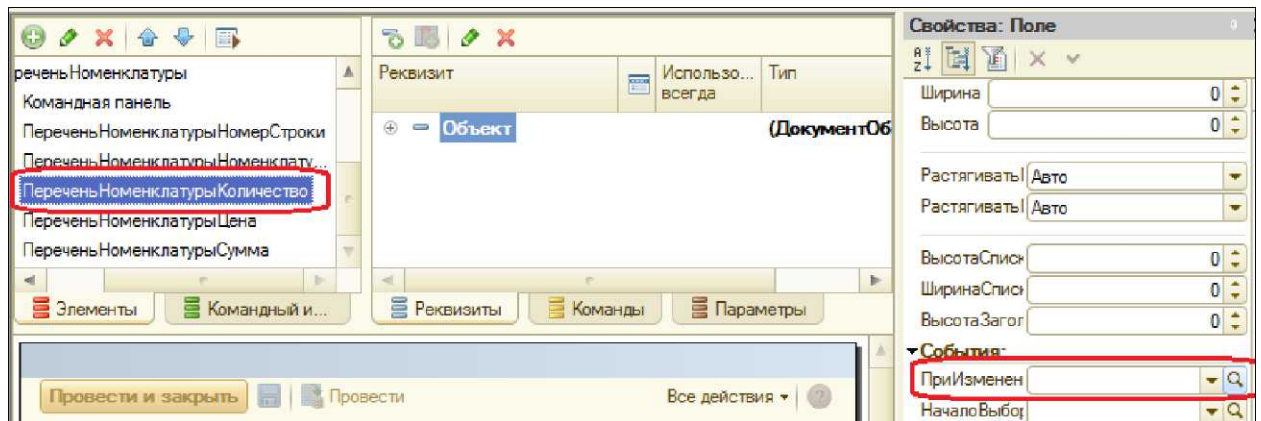 Свойства: Поле
реченьНоменклатуры
Командная панель
ПереченьНоменклатурыНомерСтроки
ПереченьНоменклатурыНоменклату...
ПереченьНоменклатурыКоличество
ПереченьНоменклатурыЦена
ПереченьНоменклатурыСумма
Элементы
Командный и...
Реквизит
Использо...
всегда
Тип
Объект
(ДокументОб
Реквизиты
Команды
Параметры
Ширина 0
Высота 0
Растягивать Авто
Растягивать Авто
ВысотаСписк 0
ШиринаСписк 0
ВысотаЗагол 0
События:
ПриИзменен
НачалоВыбор
Провести и закрыть
Провести
Все действия